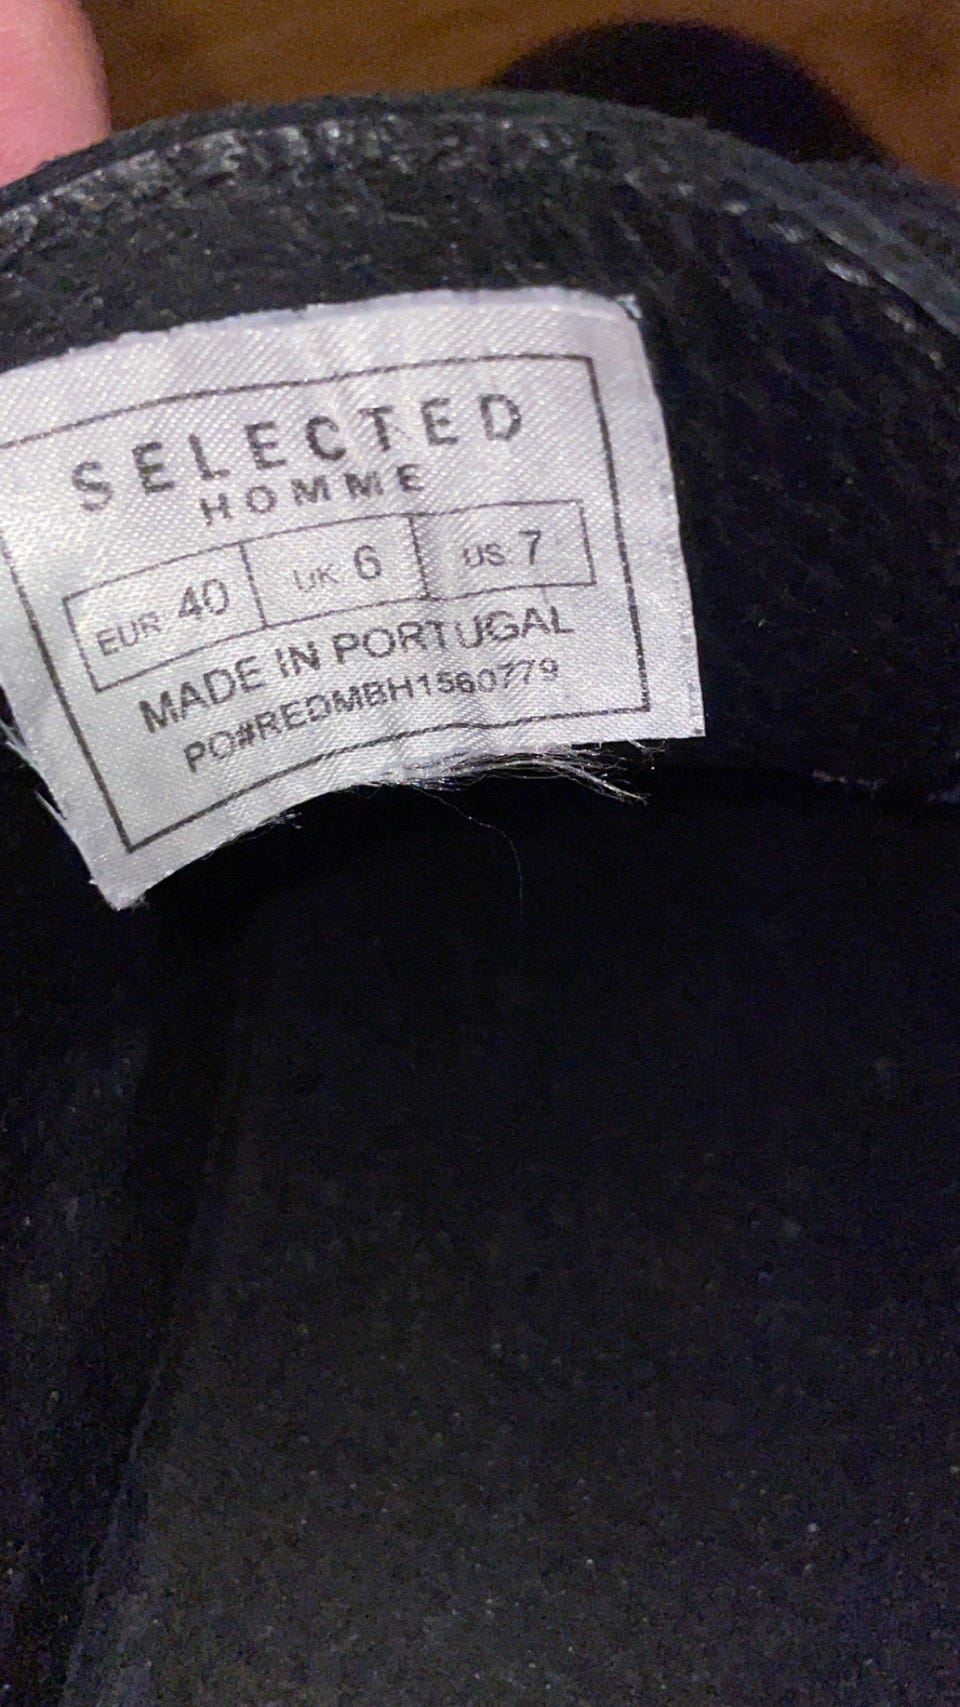 SELECTED
HOMME
EUR 40 UK 6 US 7
MADE IN PORTUGAL
PO#REDMBH1560779